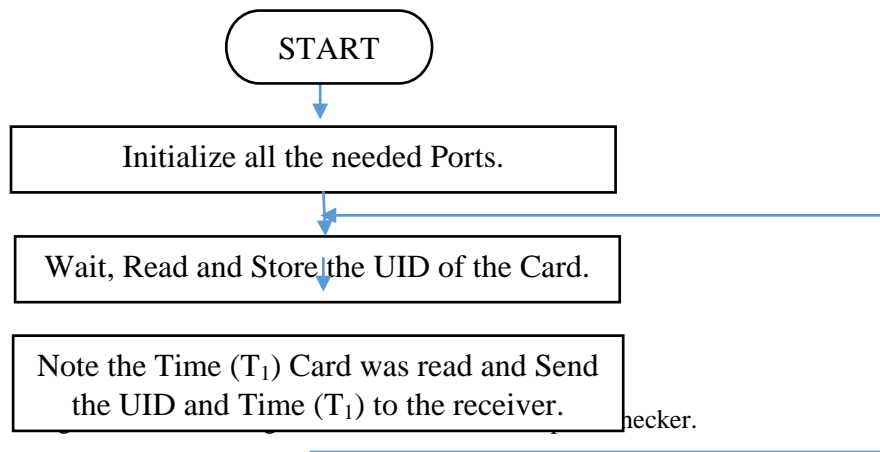 START
Initialize all the needed Ports.
Wait, Read and Store the UID of the Card.
Note the Time (T₁) Card was read and Send
the UID and Time (T₁) to the receiver.